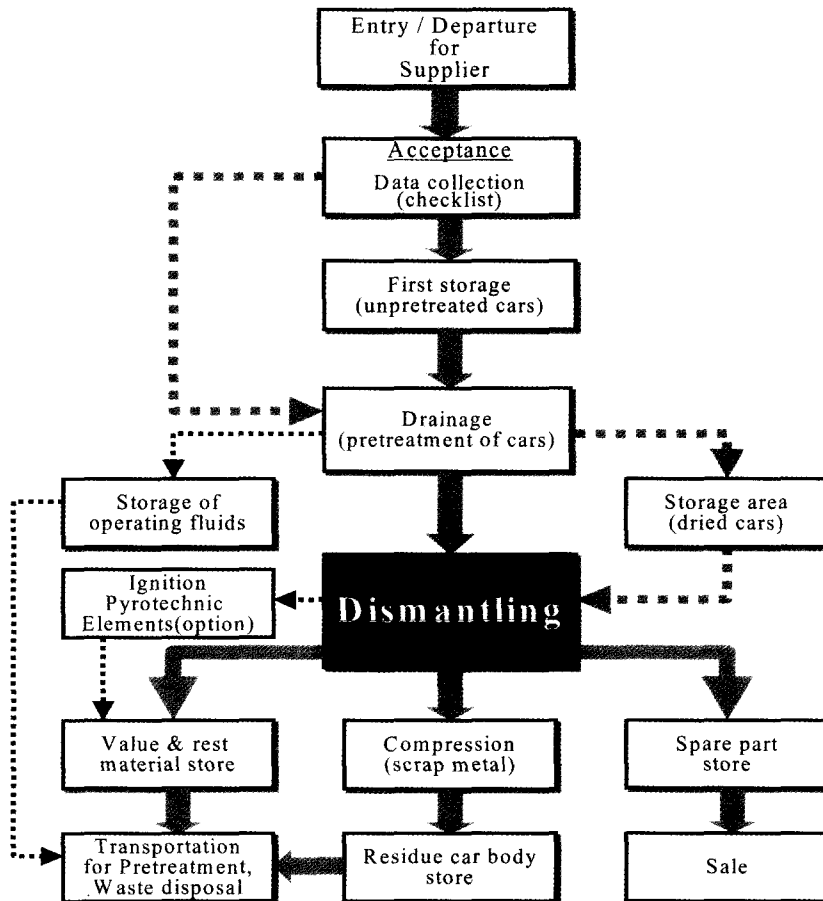 Entry / Departure
for
Supplier
Acceptance
Data collection
(checklist)
First storage
(unpretreated cars)
Drainage
(pretreatment of cars)
Storage of
operating fluids
Storage area
(dried cars)
Ignition
Pyrotechnic
Elements(option)
Dismantling
Value & rest
material store
Compression
(scrap metal)
Spare part
store
Transportation
for Pretreatment,
Waste disposal
Residue car body
store
Sale